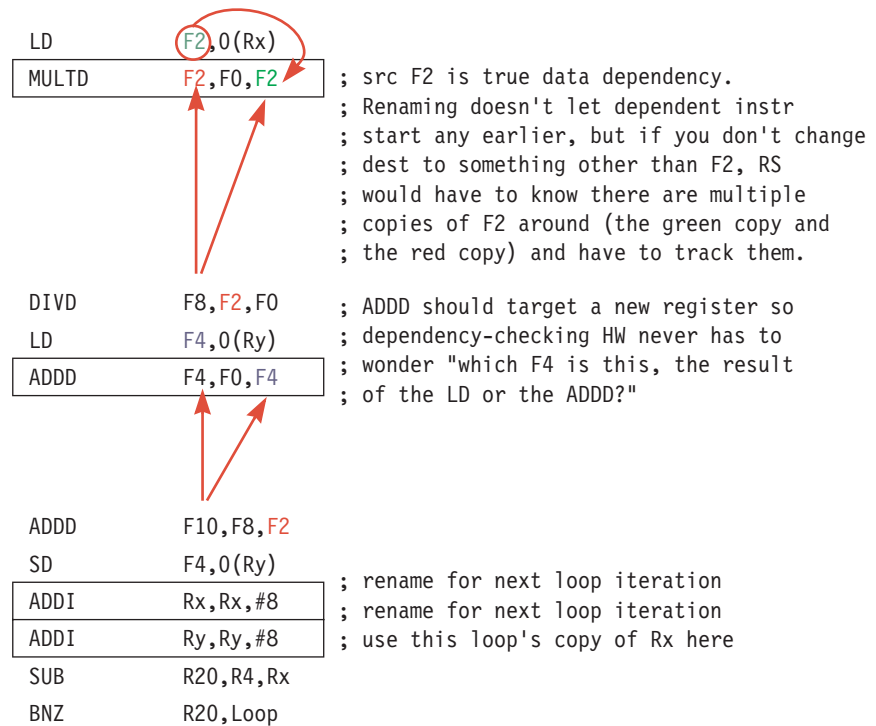 LD F2,0(Rx)
MULTD F2,F0,F2 ; src F2 is true data dependency.
; Renaming doesn't let dependent instr
; start any earlier, but if you don't change
; dest to something other than F2, RS
; would have to know there are multiple
; copies of F2 around (the green copy and
; the red copy) and have to track them.
DIVD F8,F2,F0 ; ADDD should target a new register so
LD F4,0(Ry) ; dependency-checking HW never has to
; wonder "which F4 is this, the result
ADDD F4,F0,F4 ; of the LD or the ADDD?"
ADDD F10,F8,F2
SD F4,0(Ry)
; rename for next loop iteration
ADDI Rx,Rx,#8 ; rename for next loop iteration
ADDI Ry,Ry,#8 ; use this loop's copy of Rx here
SUB R20,R4,Rx
BNZ R20,Loop